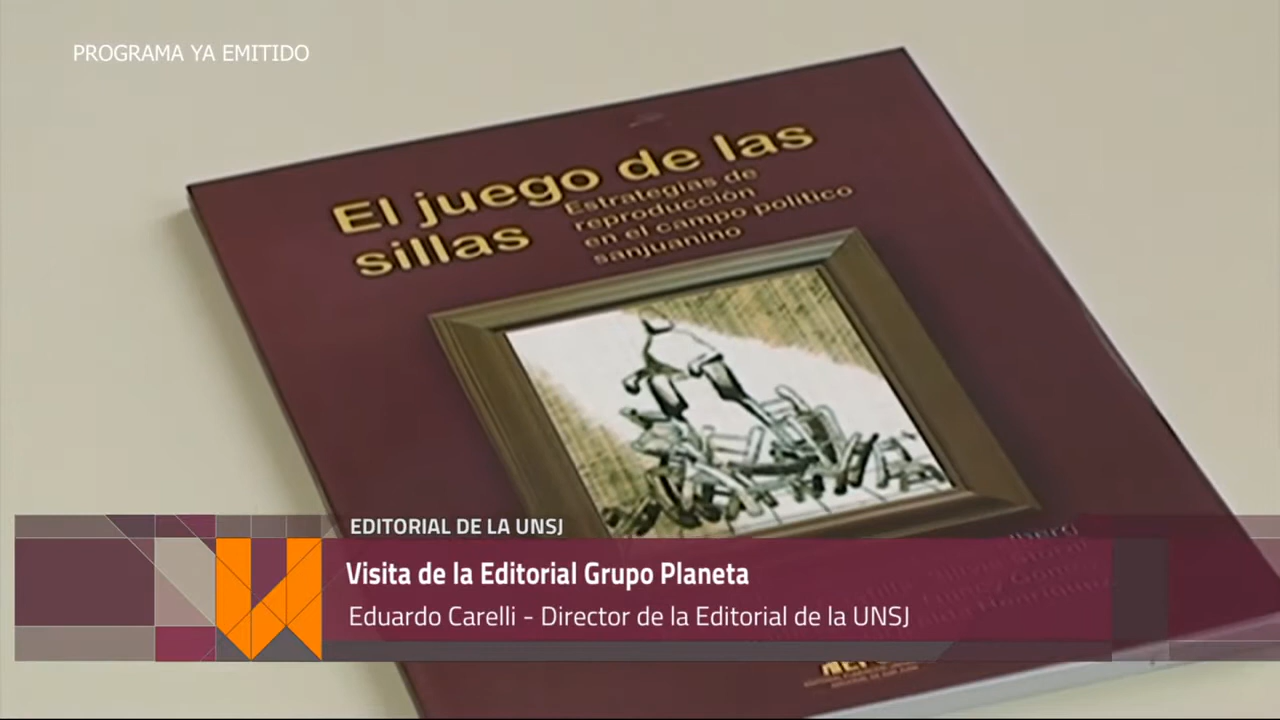 PROGRAMA YA EMITIDO
El juego de las
sillas
Estrategias de
reproducción
en el campo político
sanjuanino
EDITORIAL DE LA UNSJ
Visita de la Editorial Grupo Planeta
Eduardo Carelli - Director de la Editorial de la UNSJ